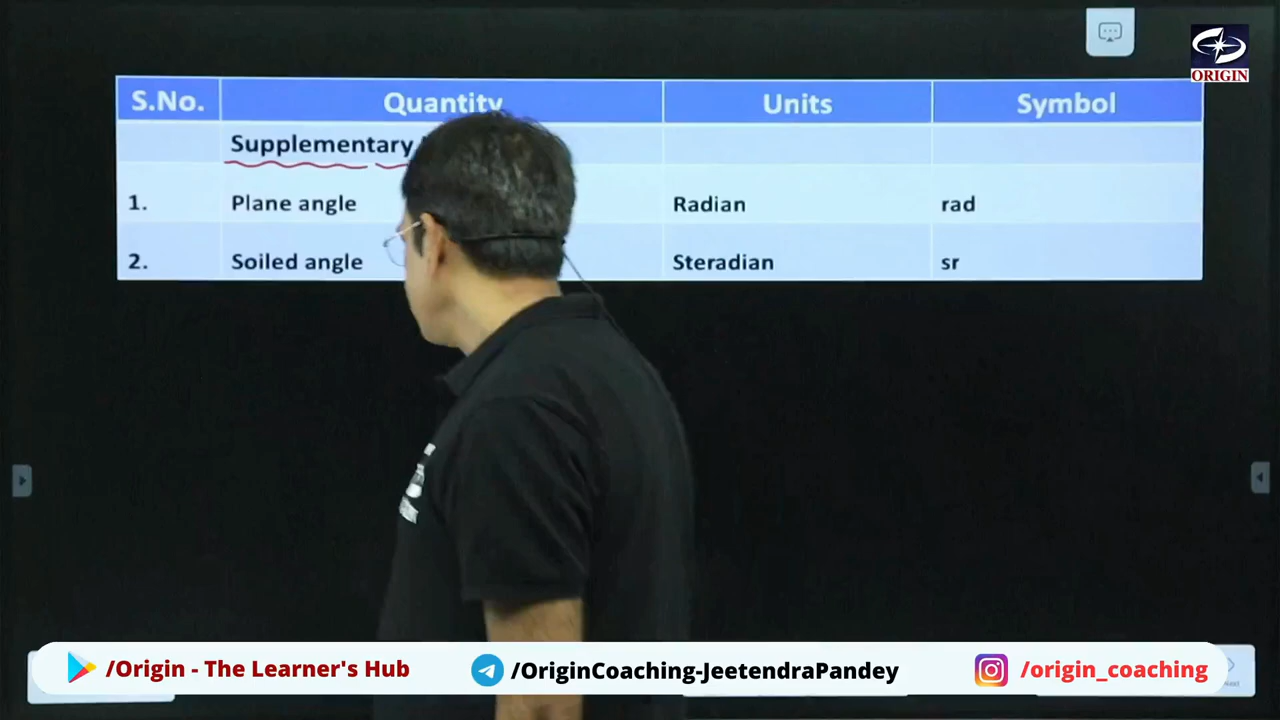 ORIGIN
S.No. Quantity Units Symbol
Supplementary
1. Plane angle Radian rad
2. Soiled angle Steradian sr
/Origin - The Learner's Hub /OriginCoaching-JeetendraPandey /origin_coaching